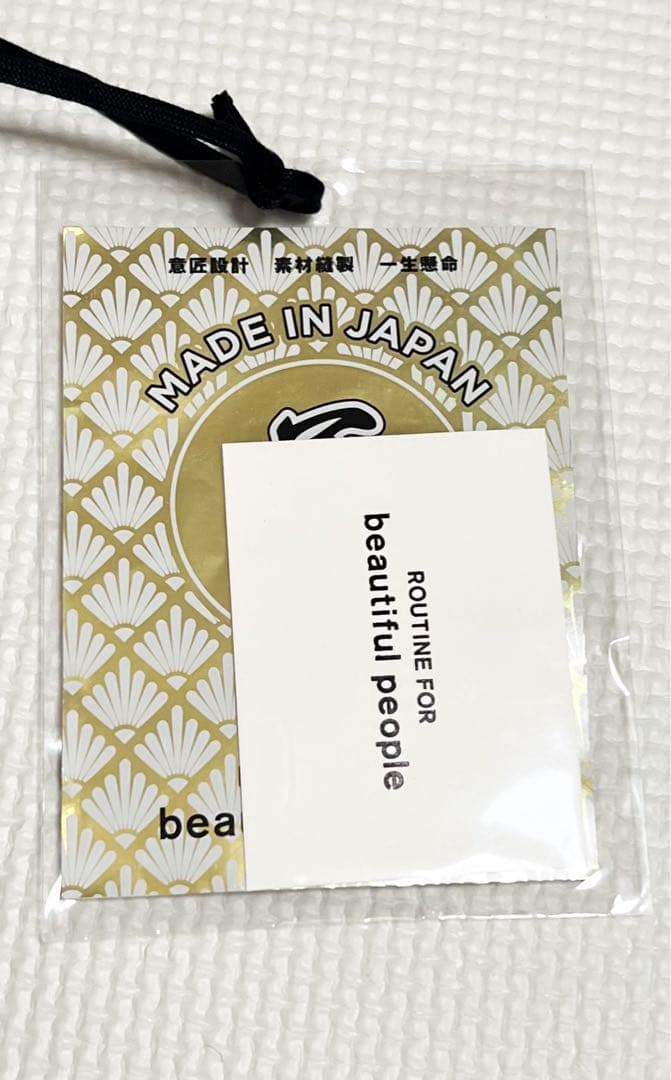 意匠設計 素材縫製 一生懸命
MADE IN JAPAN
ROUTINE FOR
beautiful people
bea